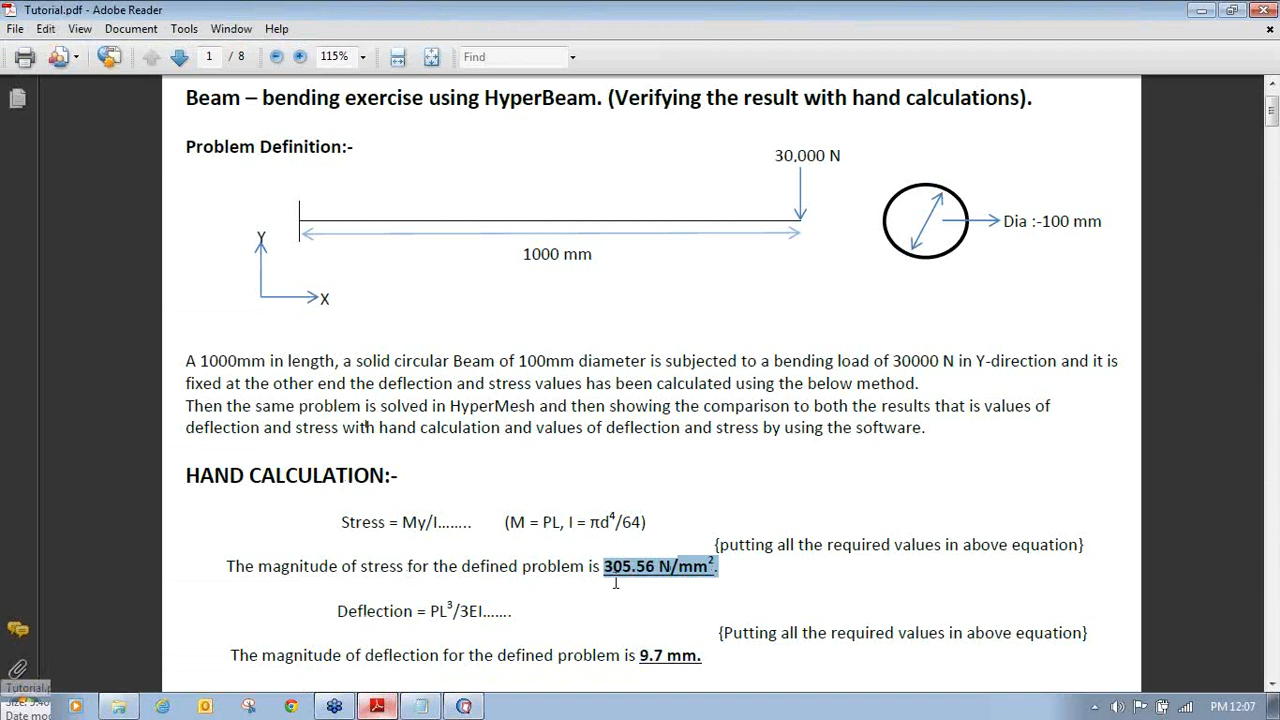 Tutorial.pdf - Adobe Reader
File Edit View Document Tools Window Help
1 / 8 115% Find
Beam – bending exercise using HyperBeam. (Verifying the result with hand calculations).
Problem Definition:-
30,000 N
Dia :-100 mm
Y
1000 mm
X
A 1000mm in length, a solid circular Beam of 100mm diameter is subjected to a bending load of 30000 N in Y-direction and it is
fixed at the other end the deflection and stress values has been calculated using the below method.
Then the same problem is solved in HyperMesh and then showing the comparison to both the results that is values of
deflection and stress with hand calculation and values of deflection and stress by using the software.
HAND CALCULATION:-
Stress = My/I…….. (M = PL, I = πd⁴/64)
{putting all the required values in above equation}
The magnitude of stress for the defined problem is 305.56 N/mm².
Deflection = PL³/3EI…….
{Putting all the required values in above equation}
The magnitude of deflection for the defined problem is 9.7 mm.
Tutorial.p
Date mod
PM 12:07